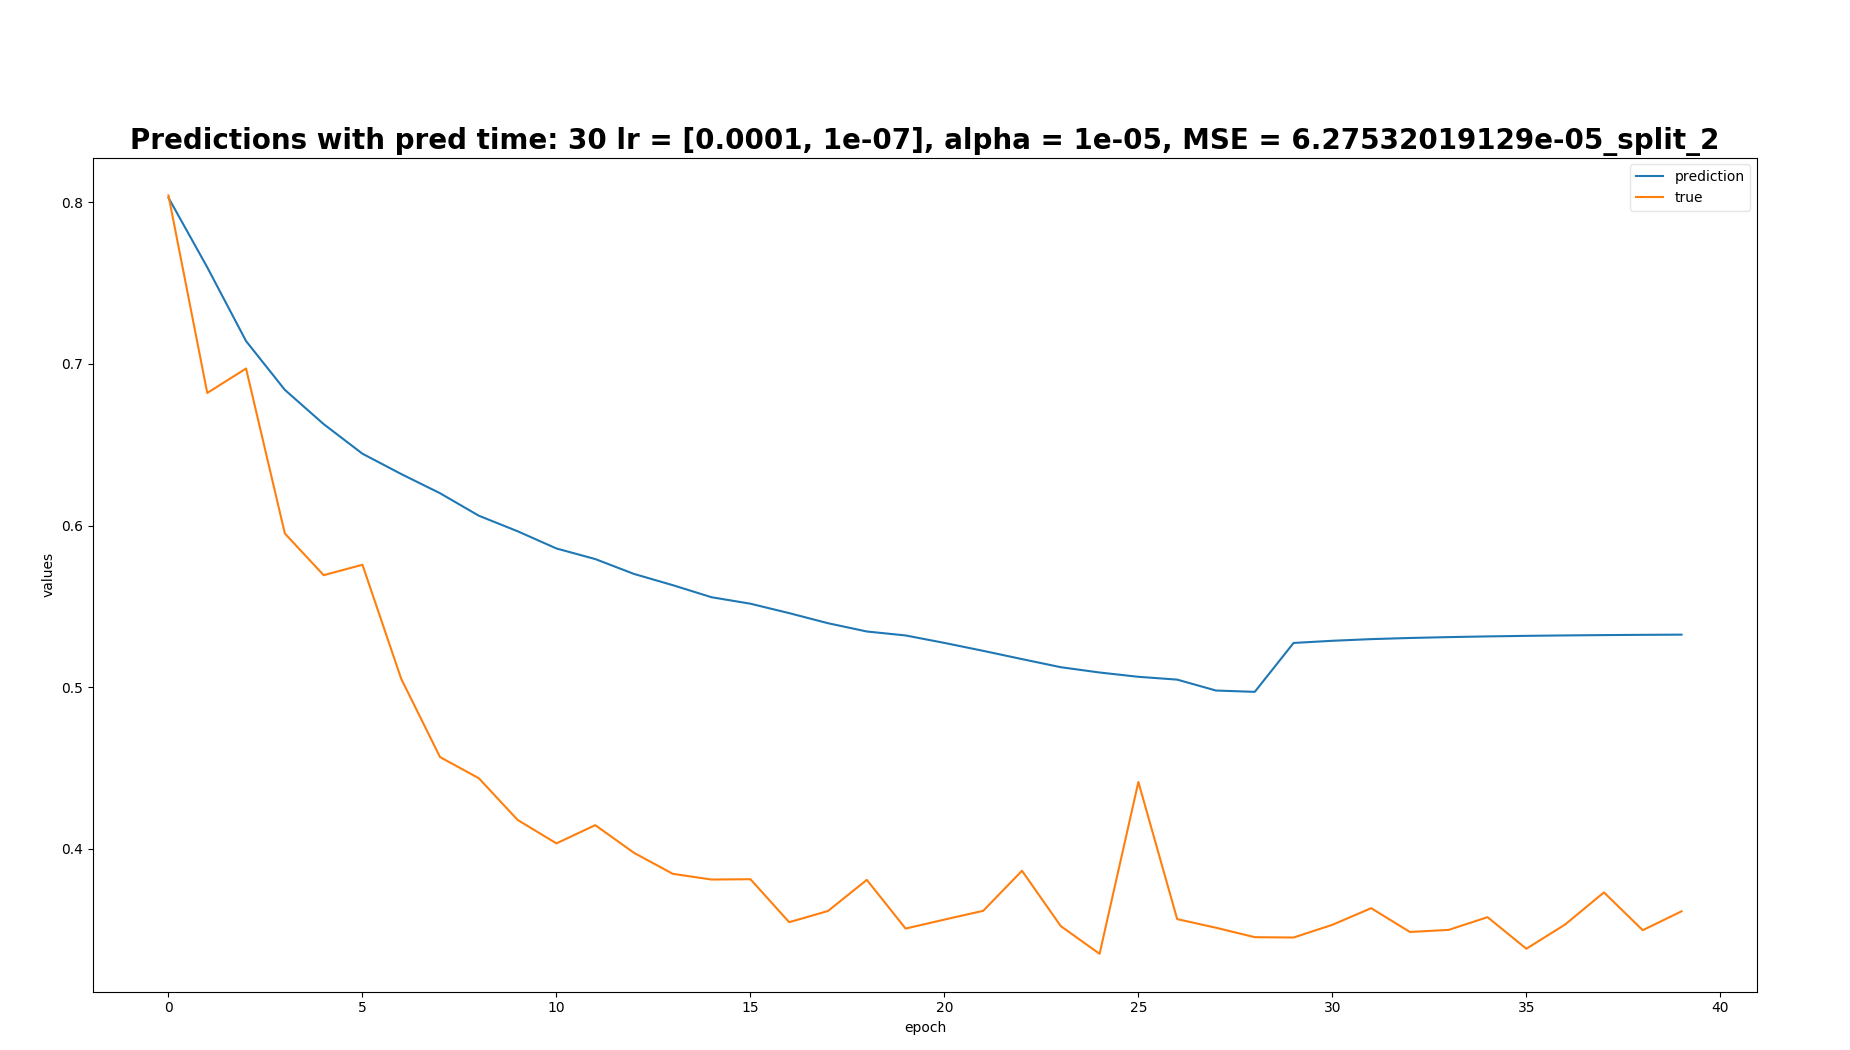 Predictions with pred time: 30 lr = [0.0001, 1e-07], alpha = 1e-05, MSE = 6.27532019129e-05_split_2
prediction
true
0.8
0.7
0.6
0.5
0.4
values
0 5 10 15 20 25 30 35 40
epoch